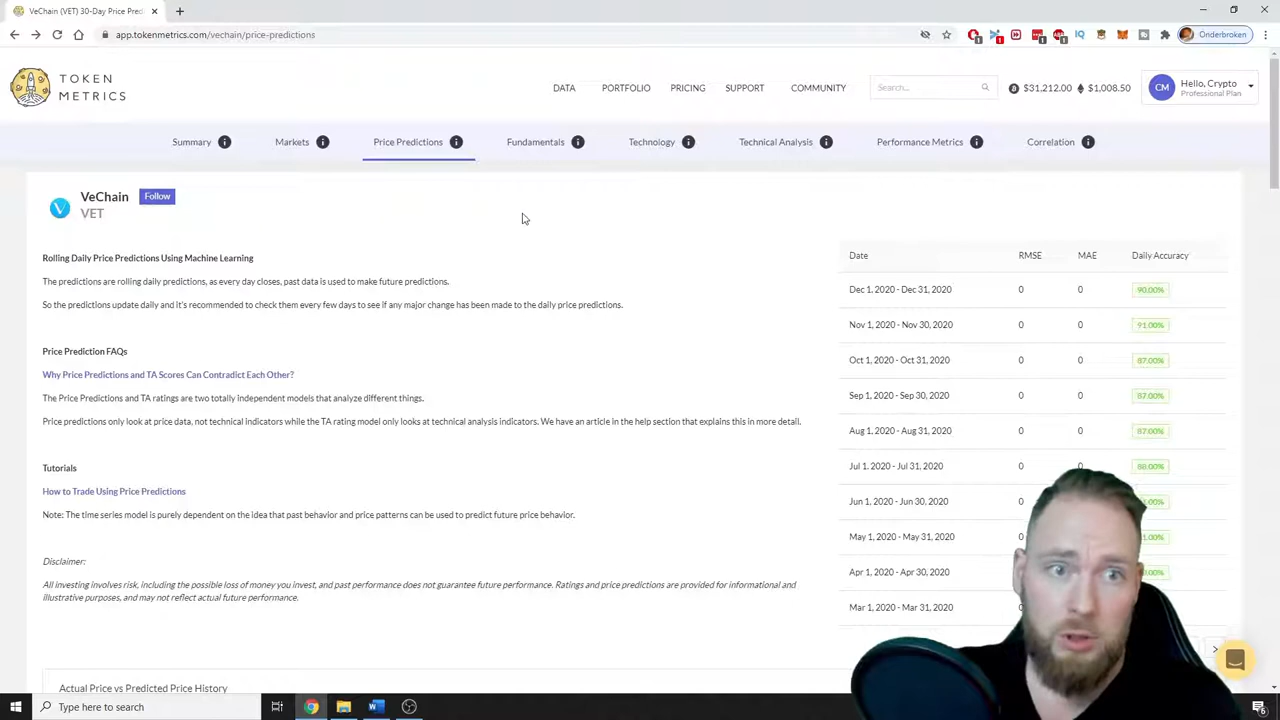 VeChain (VET) 30-Day Price Pred
app.tokenmetrics.com/vechain/price-predictions
Onderbroken
TOKEN
METRICS
DATA
PORTFOLIO
PRICING
SUPPORT
COMMUNITY
Search...
$31,212.00
$1,008.50
CM
Hello, Crypto
Professional Plan
Summary
Markets
Price Predictions
Fundamentals
Technology
Technical Analysis
Performance Metrics
Correlation
VeChain
Follow
VET
Rolling Daily Price Predictions Using Machine Learning
The predictions are rolling daily predictions, as every day closes, past data is used to make future predictions.
So the predictions update daily and it's recommended to check them every few days to see if any major change has been made to the daily price predictions.
Price Prediction FAQs
Why Price Predictions and TA Scores Can Contradict Each Other?
The Price Predictions and TA ratings are two totally independent models that analyze different things.
Price predictions only look at price data, not technical indicators while the TA rating model only looks at technical analysis indicators. We have an article in the help section that explains this in more detail.
Tutorials
How to Trade Using Price Predictions
Note: The time series model is purely dependent on the idea that past behavior and price patterns can be used to predict future price behavior.
Disclaimer:
All investing involves risk, including the possible loss of money you invest, and past performance does not guarantee future performance. Ratings and price predictions are provided for informational and
illustrative purposes, and may not reflect actual future performance.
Date RMSE MAE Daily Accuracy
Dec 1, 2020 - Dec 31, 2020 0 0 90.00%
Nov 1, 2020 - Nov 30, 2020 0 0 91.00%
Oct 1, 2020 - Oct 31, 2020 0 0 87.00%
Sep 1, 2020 - Sep 30, 2020 0 0 87.00%
Aug 1, 2020 - Aug 31, 2020 0 0 87.00%
Jul 1, 2020 - Jul 31, 2020 0 0 88.00%
Jun 1, 2020 - Jun 30, 2020 0
May 1, 2020 - May 31, 2020
Apr 1, 2020 - Apr 30, 2020
Mar 1, 2020 - Mar 31, 2020
Actual Price vs Predicted Price History
Type here to search